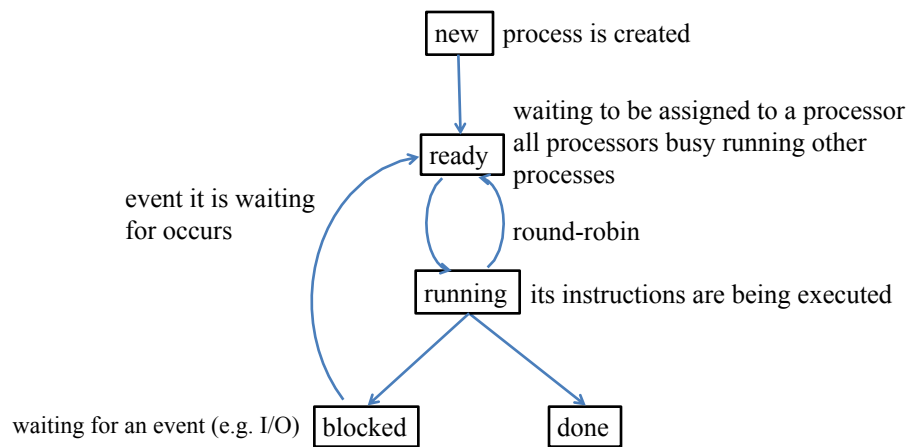 new
process is created
waiting to be assigned to a processor
all processors busy running other
processes
ready
event it is waiting
for occurs
round-robin
running
its instructions are being executed
waiting for an event (e.g. I/O)
blocked
done